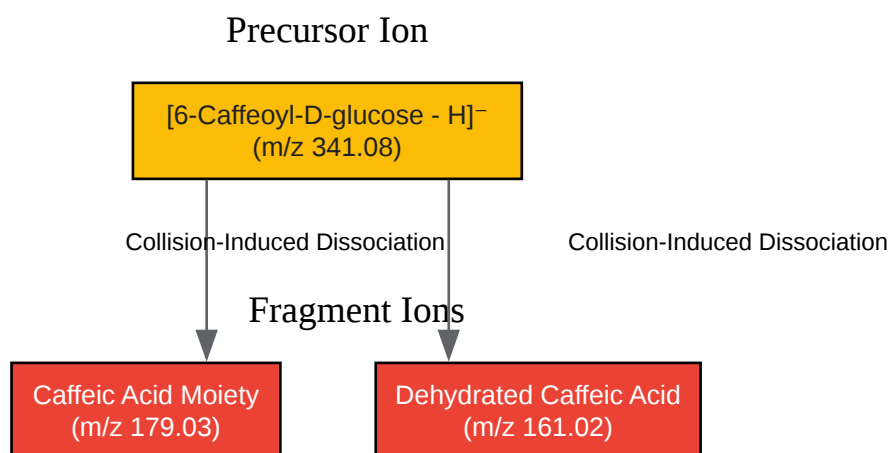 Precursor Ion
[6-Caffeoyl-D-glucose - H]⁻
(m/z 341.08)
Collision-Induced Dissociation
Collision-Induced Dissociation
Fragment Ions
Caffeic Acid Moiety
(m/z 179.03)
Dehydrated Caffeic Acid
(m/z 161.02)